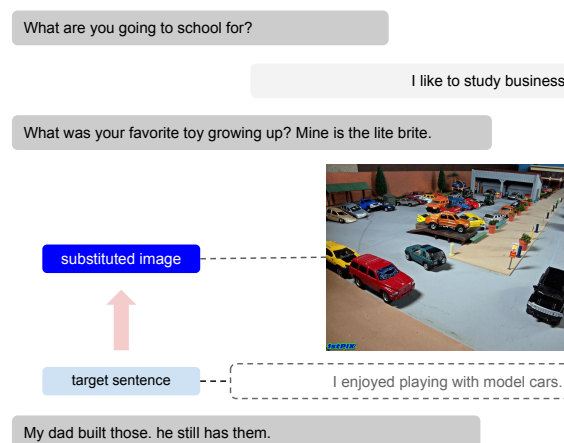 What are you going to school for?
I like to study business
What was your favorite toy growing up? Mine is the lite brite.
substituted image
target sentence
I enjoyed playing with model cars.
My dad built those. he still has them.